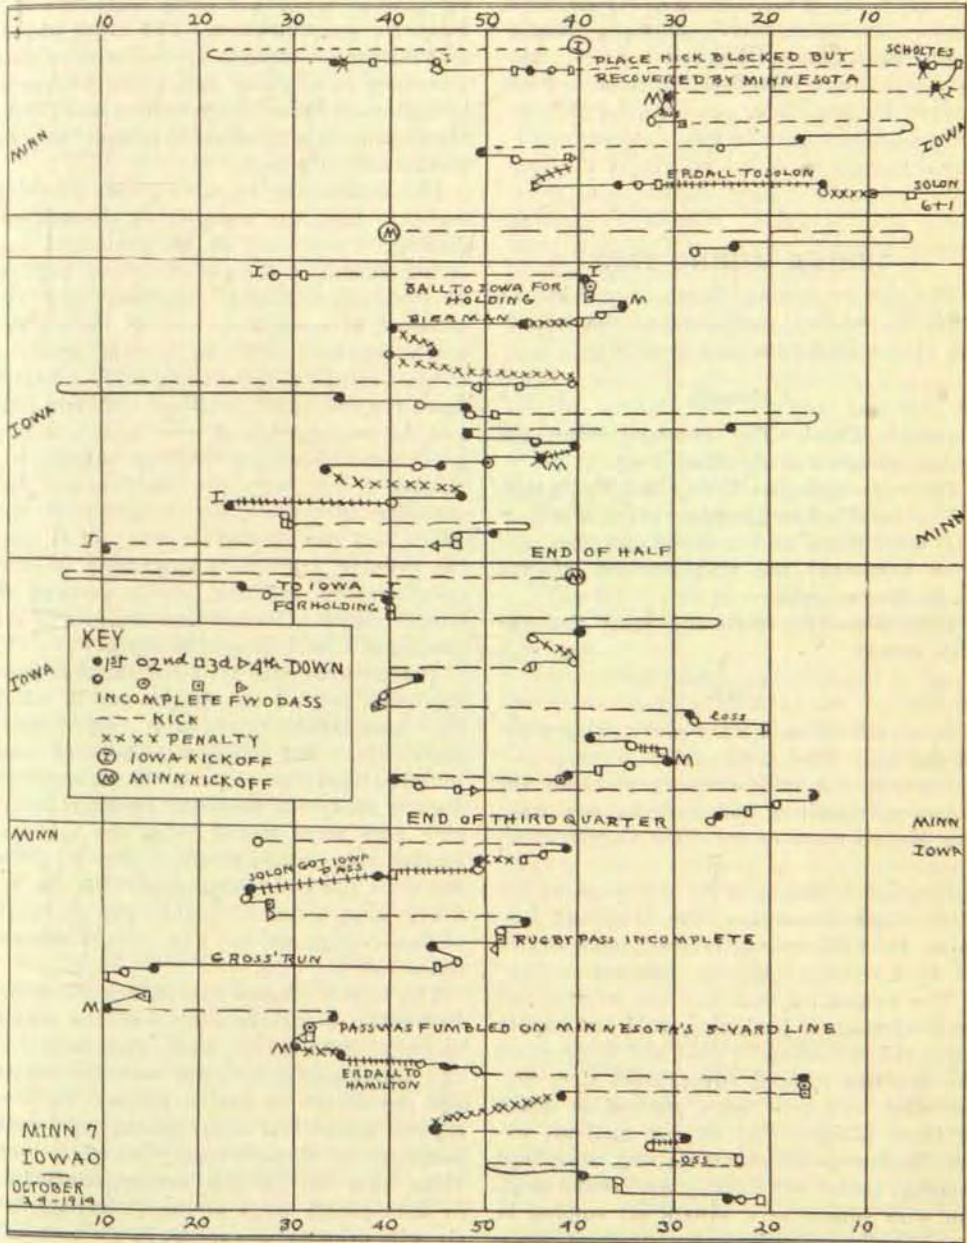 10 20 30 40 50 40 30 20 10
I
PLACE KICK BLOCKED BUT
RECOVERED BY MINNESOTA
SCHOLTES
I
I
M
MINN
IOWA
ERDALL TO SOLON
SOLON
6+1
M
I
I
BALL TO IOWA FOR
HOLDING
M
BIERMAN
IOWA
M
I
MINN
I
END OF HALF
M
TO IOWA
FOR HOLDING
I
IOWA
KEY
1st 2nd 3d 4th DOWN
INCOMPLETE FWD PASS
--- KICK
xxxx PENALTY
I IOWA KICKOFF
M MINN KICKOFF
LOSS
M
END OF THIRD QUARTER
MINN
MINN
IOWA
SOLON GOT IOWA
PASS
RUGBY PASS INCOMPLETE
GROSS' RUN
M
PASS WAS FUMBLED ON MINNESOTA'S 5-YARD LINE
M
ERDALL TO
HAMILTON
LOSS
MINN 7
IOWA 0
OCTOBER
24-1914
10 20 30 40 50 40 30 20 10